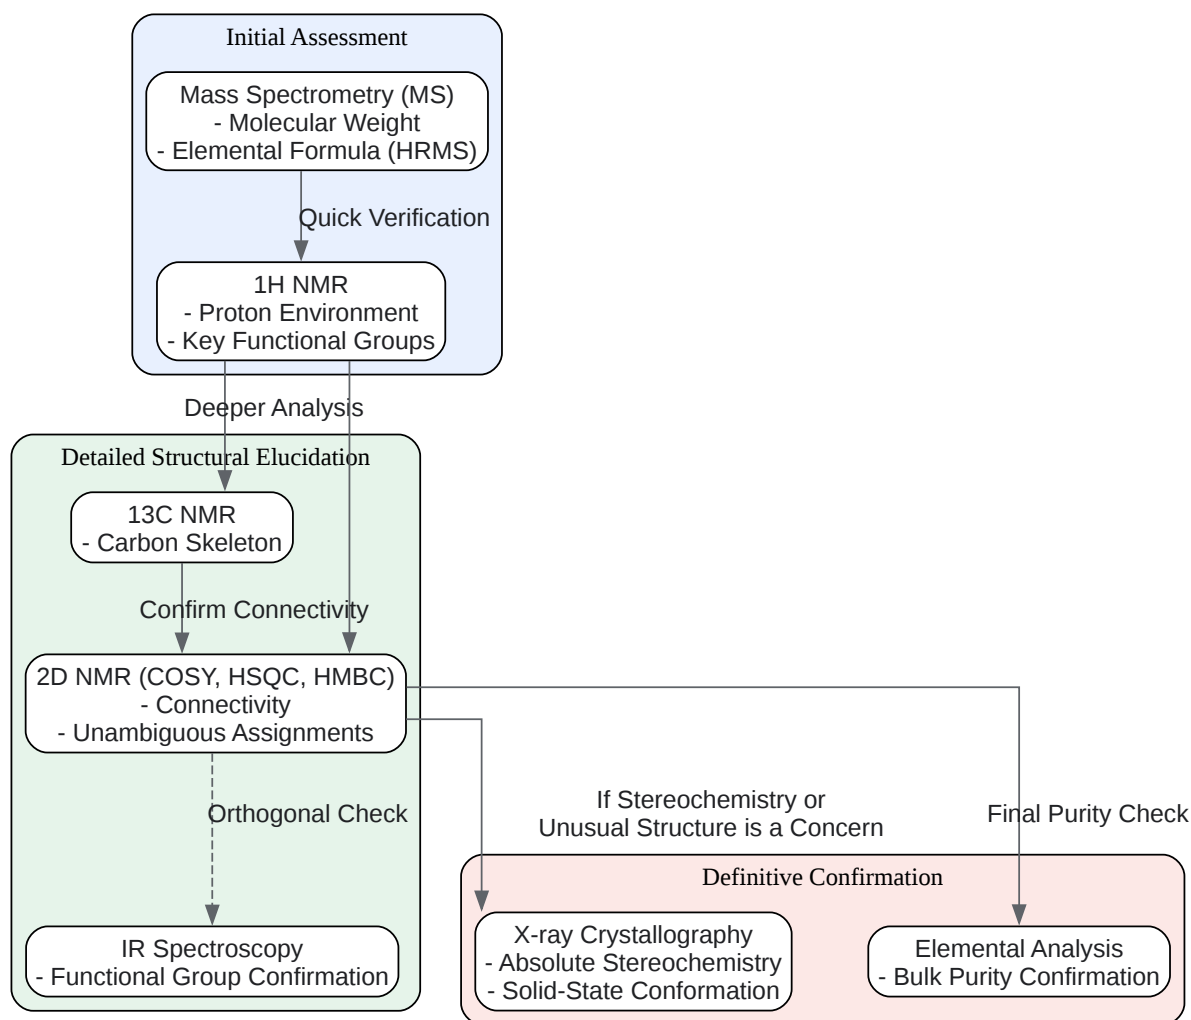 Initial Assessment
Mass Spectrometry (MS)
- Molecular Weight
- Elemental Formula (HRMS)
Quick Verification
1H NMR
- Proton Environment
- Key Functional Groups
Deeper Analysis
Detailed Structural Elucidation
13C NMR
- Carbon Skeleton
Confirm Connectivity
2D NMR (COSY, HSQC, HMBC)
- Connectivity
- Unambiguous Assignments
Orthogonal Check
If Stereochemistry or
Unusual Structure is a Concern
Final Purity Check
Definitive Confirmation
IR Spectroscopy
- Functional Group Confirmation
X-ray Crystallography
- Absolute Stereochemistry
- Solid-State Conformation
Elemental Analysis
- Bulk Purity Confirmation